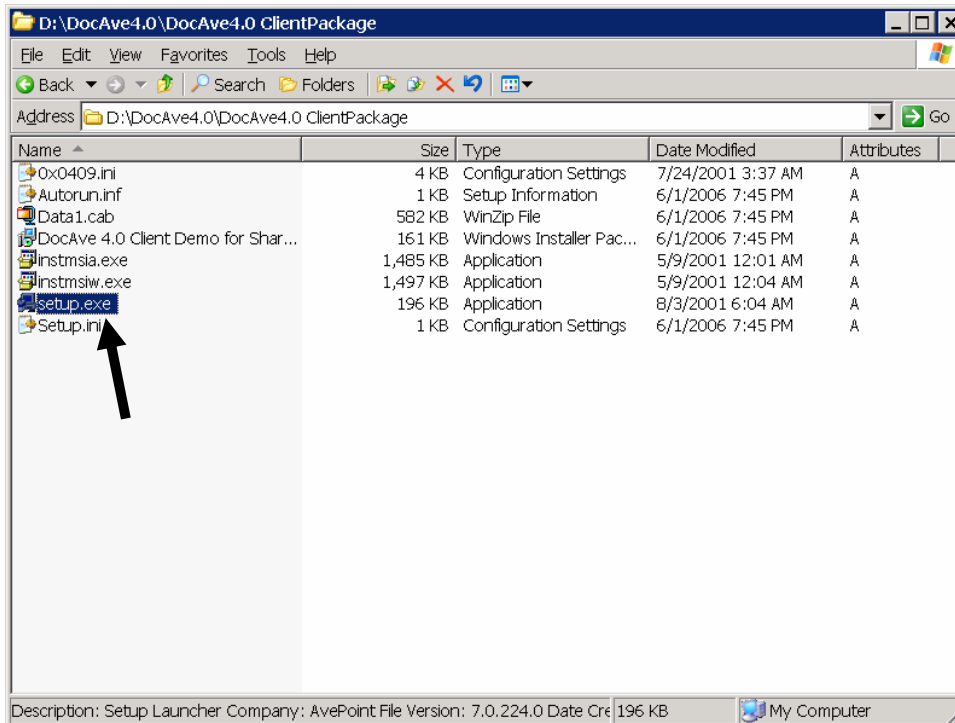 D:\DocAve4.0\DocAve4.0 ClientPackage
File Edit View Favorites Tools Help
Back Search Folders
Address D:\DocAve4.0\DocAve4.0 ClientPackage Go
Name Size Type Date Modified Attributes
0x0409.ini 4 KB Configuration Settings 7/24/2001 3:37 AM A
Autorun.inf 1 KB Setup Information 6/1/2006 7:45 PM A
Data1.cab 582 KB WinZip File 6/1/2006 7:45 PM A
DocAve 4.0 Client Demo for Shar... 161 KB Windows Installer Pac... 6/1/2006 7:45 PM A
instmsia.exe 1,485 KB Application 5/9/2001 12:01 AM A
instmsiw.exe 1,497 KB Application 5/9/2001 12:04 AM A
setup.exe 196 KB Application 8/3/2001 6:04 AM A
Setup.ini 1 KB Configuration Settings 6/1/2006 7:45 PM A
Description: Setup Launcher Company: AvePoint File Version: 7.0.224.0 Date Cre 196 KB My Computer